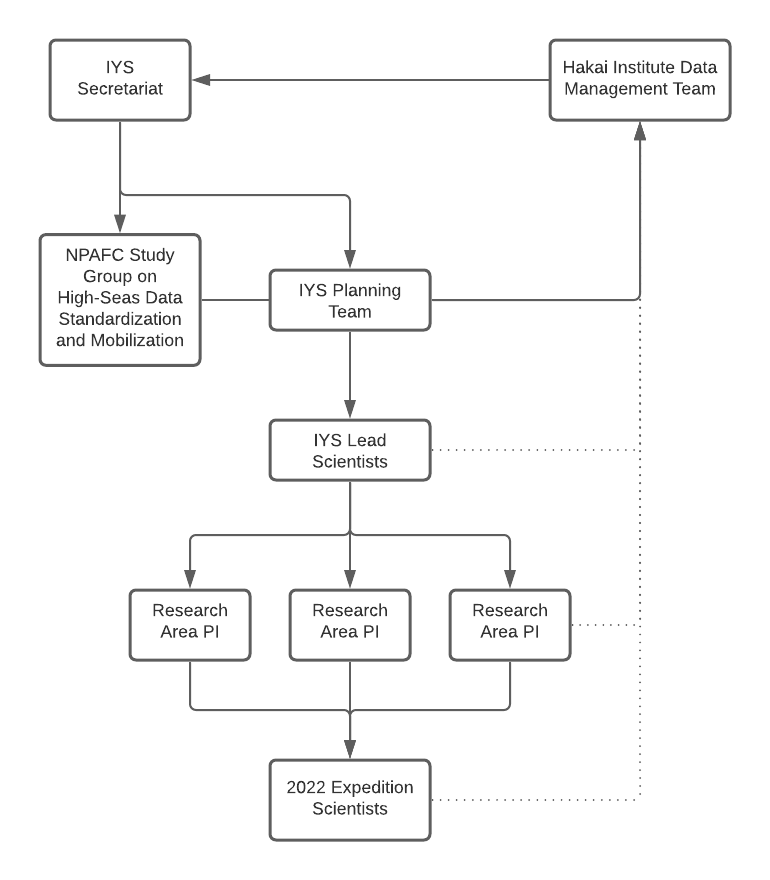 IYS
Secretariat
Hakai Institute Data
Management Team
NPAFC Study
Group on
High-Seas Data
Standardization
and Mobilization
IYS Planning
Team
IYS Lead
Scientists
Research
Area PI
Research
Area PI
Research
Area PI
2022 Expedition
Scientists